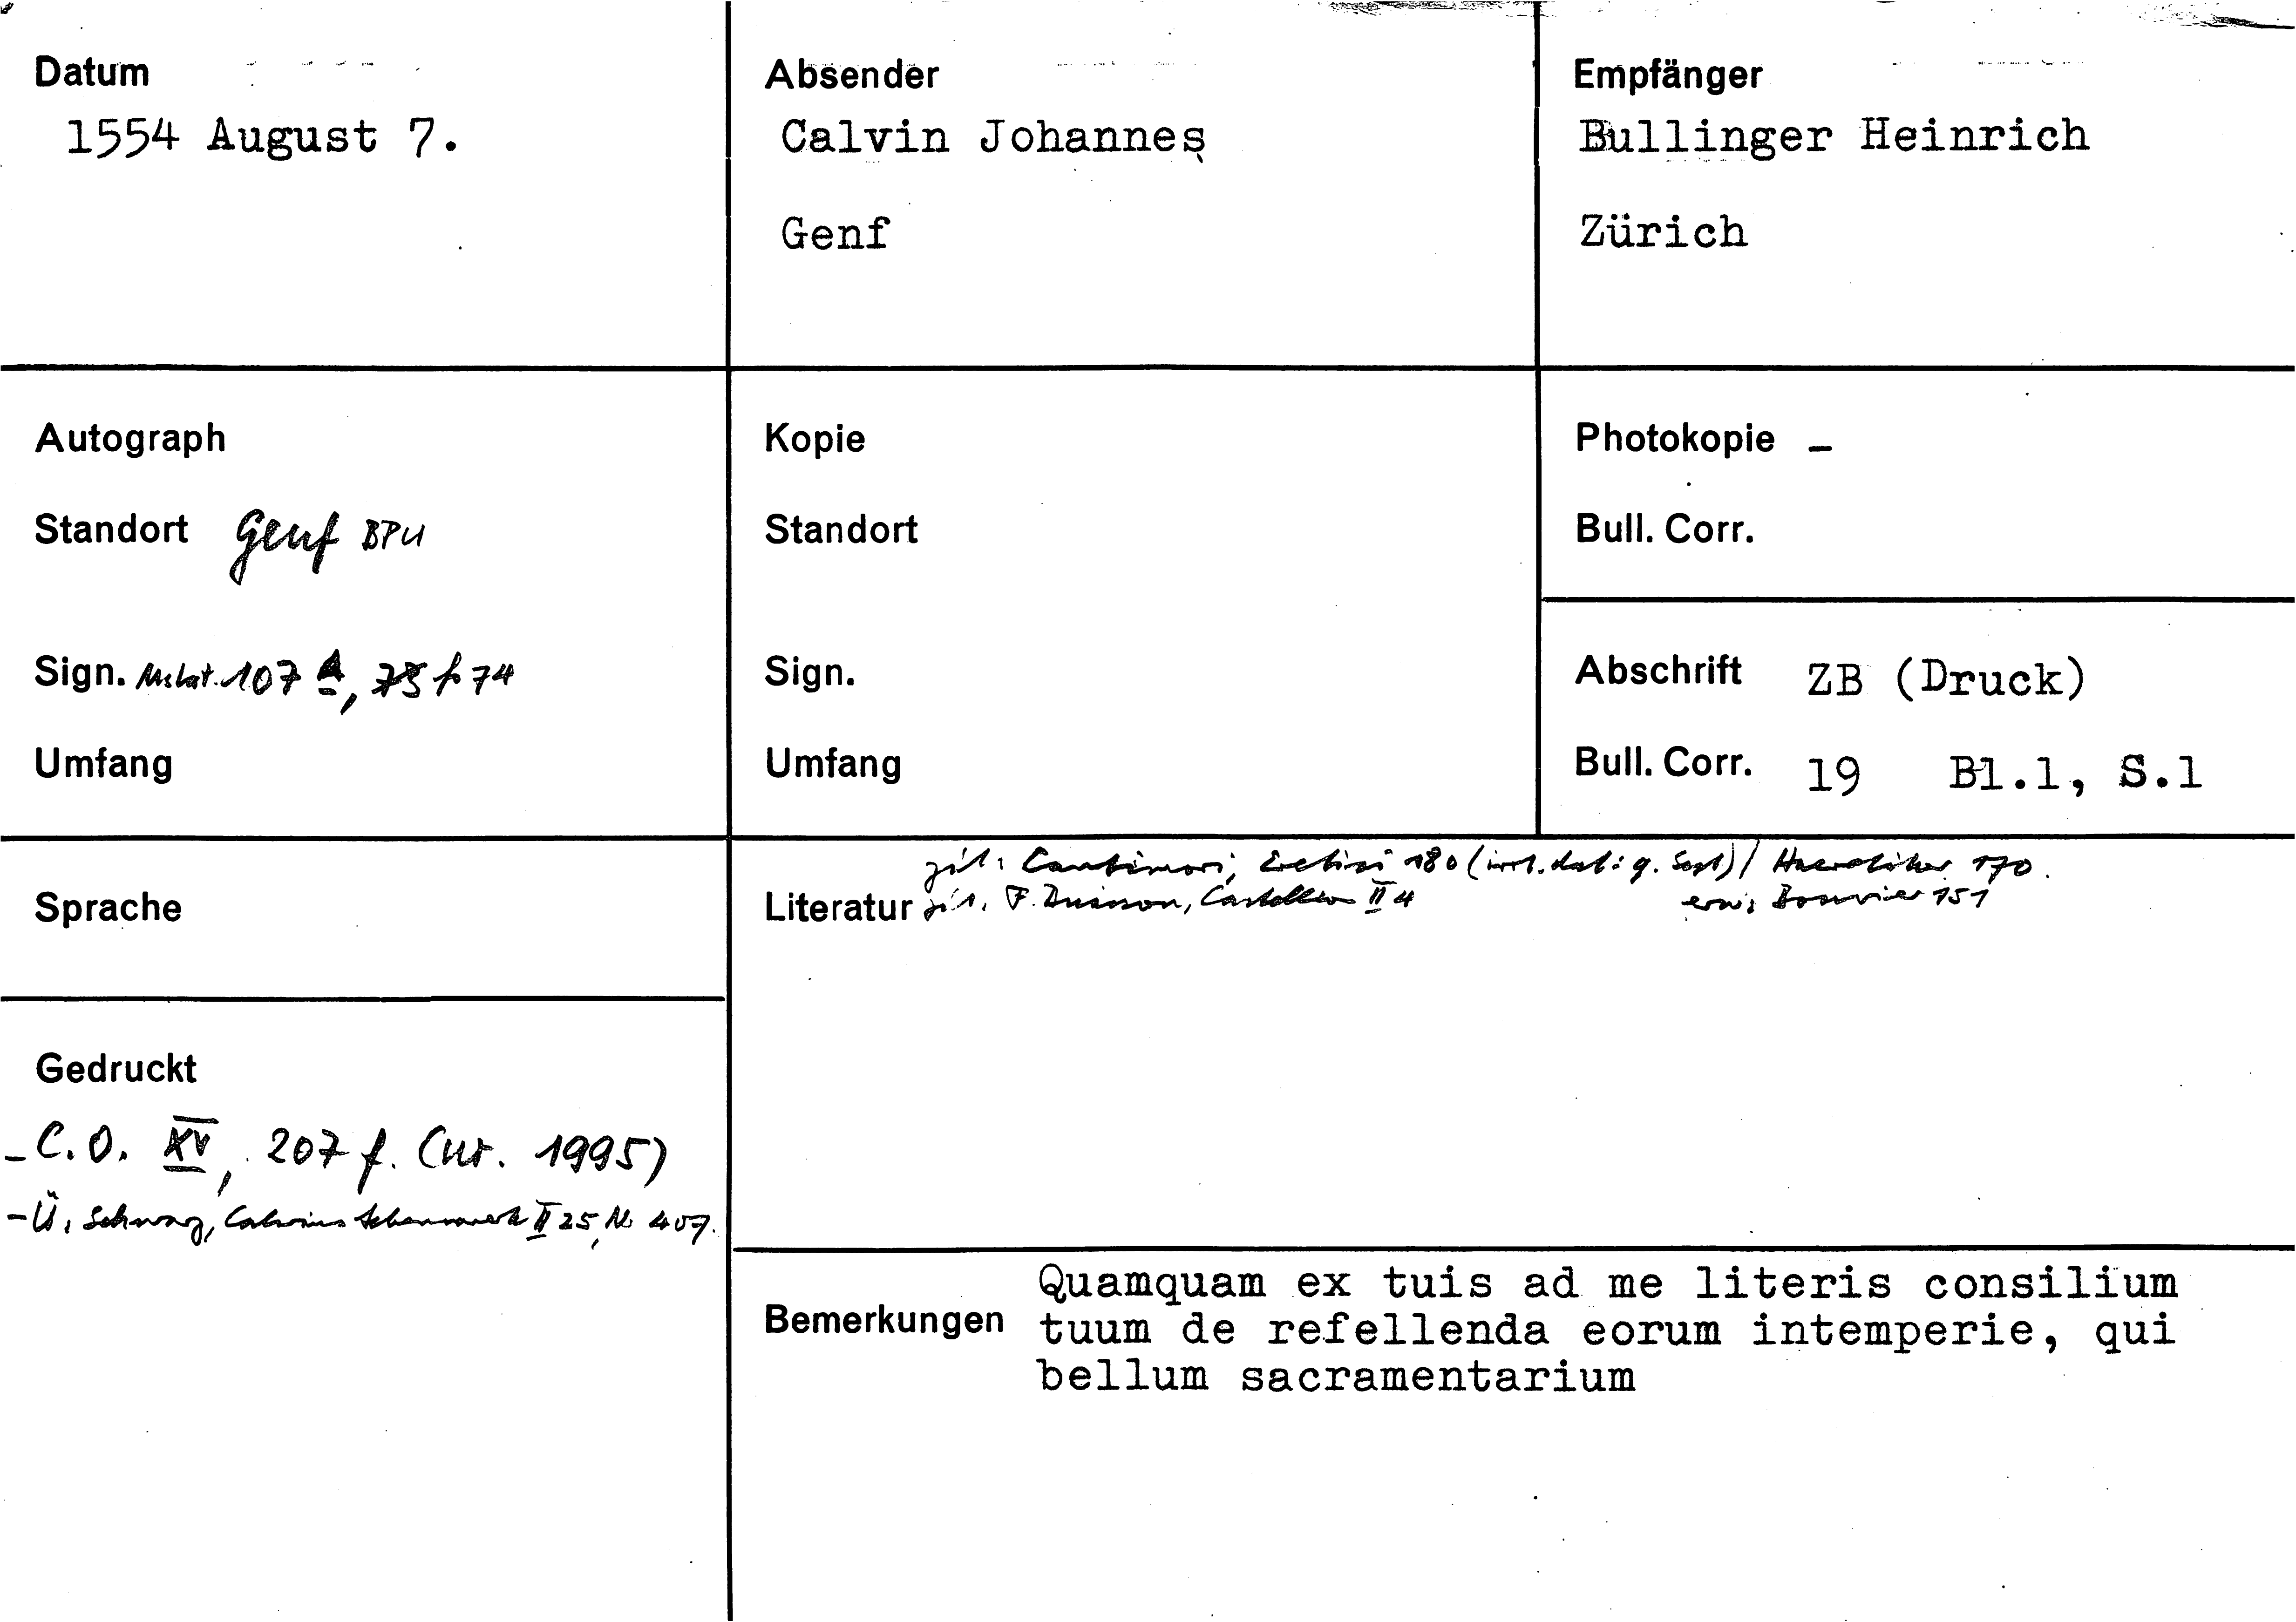 Datum
1554 August 7.
Absender
Calvin Johannes
Genf
Empfänger
Bullinger Heinrich
Zürich
Autograph
Standort Genf BPU
Sign. Ms lat. 107 a, f 74
Umfang
Kopie
Standort
Sign.
Umfang
Photokopie –
Bull. Corr.
Abschrift ZB (Druck)
Bull. Corr. 19 Bl.1, S.1
Sprache
Gedruckt
- C.O. XV, 207 f. (nr. 1995)
- Ü: Schwarz, Calvins Lebenswerk II 25, Nr 407.
zit: Cantimori, Eretici 180 (irrt. dat: 9. Sept) / Haeretiker 170.
Literatur zit. F. Buisson, Castellion II 4
erw: Bouvier 151
Bemerkungen
Quamquam ex tuis ad me literis consilium
tuum de refellenda eorum intemperie, qui
bellum sacramentarium